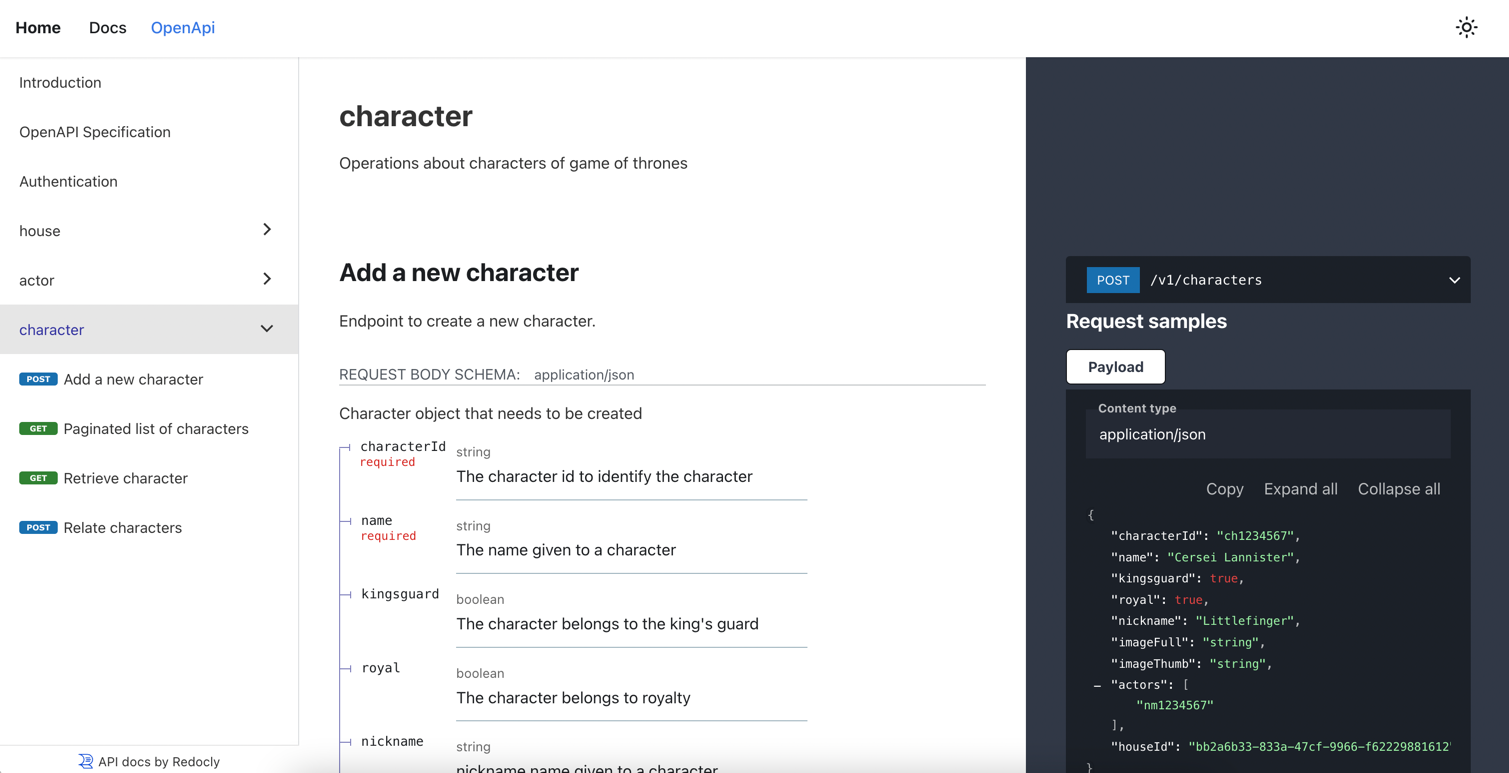 Home Docs OpenApi
Introduction
OpenAPI Specification
Authentication
house
actor
character
POST Add a new character
GET Paginated list of characters
GET Retrieve character
POST Relate characters
API docs by Redocly
character
Operations about characters of game of thrones
Add a new character
Endpoint to create a new character.
REQUEST BODY SCHEMA: application/json
Character object that needs to be created
characterId
required
string
The character id to identify the character
name
required
string
The name given to a character
kingsguard
boolean
The character belongs to the king's guard
royal
boolean
The character belongs to royalty
nickname
string
nickname name given to a character
POST /v1/characters
Request samples
Payload
Content type
application/json
Copy Expand all Collapse all
{
"characterId": "ch1234567",
"name": "Cersei Lannister",
"kingsguard": true,
"royal": true,
"nickname": "Littlefinger",
"imageFull": "string",
"imageThumb": "string",
– "actors": [
"nm1234567"
],
"houseId": "bb2a6b33-833a-47cf-9966-f62229881612"
}